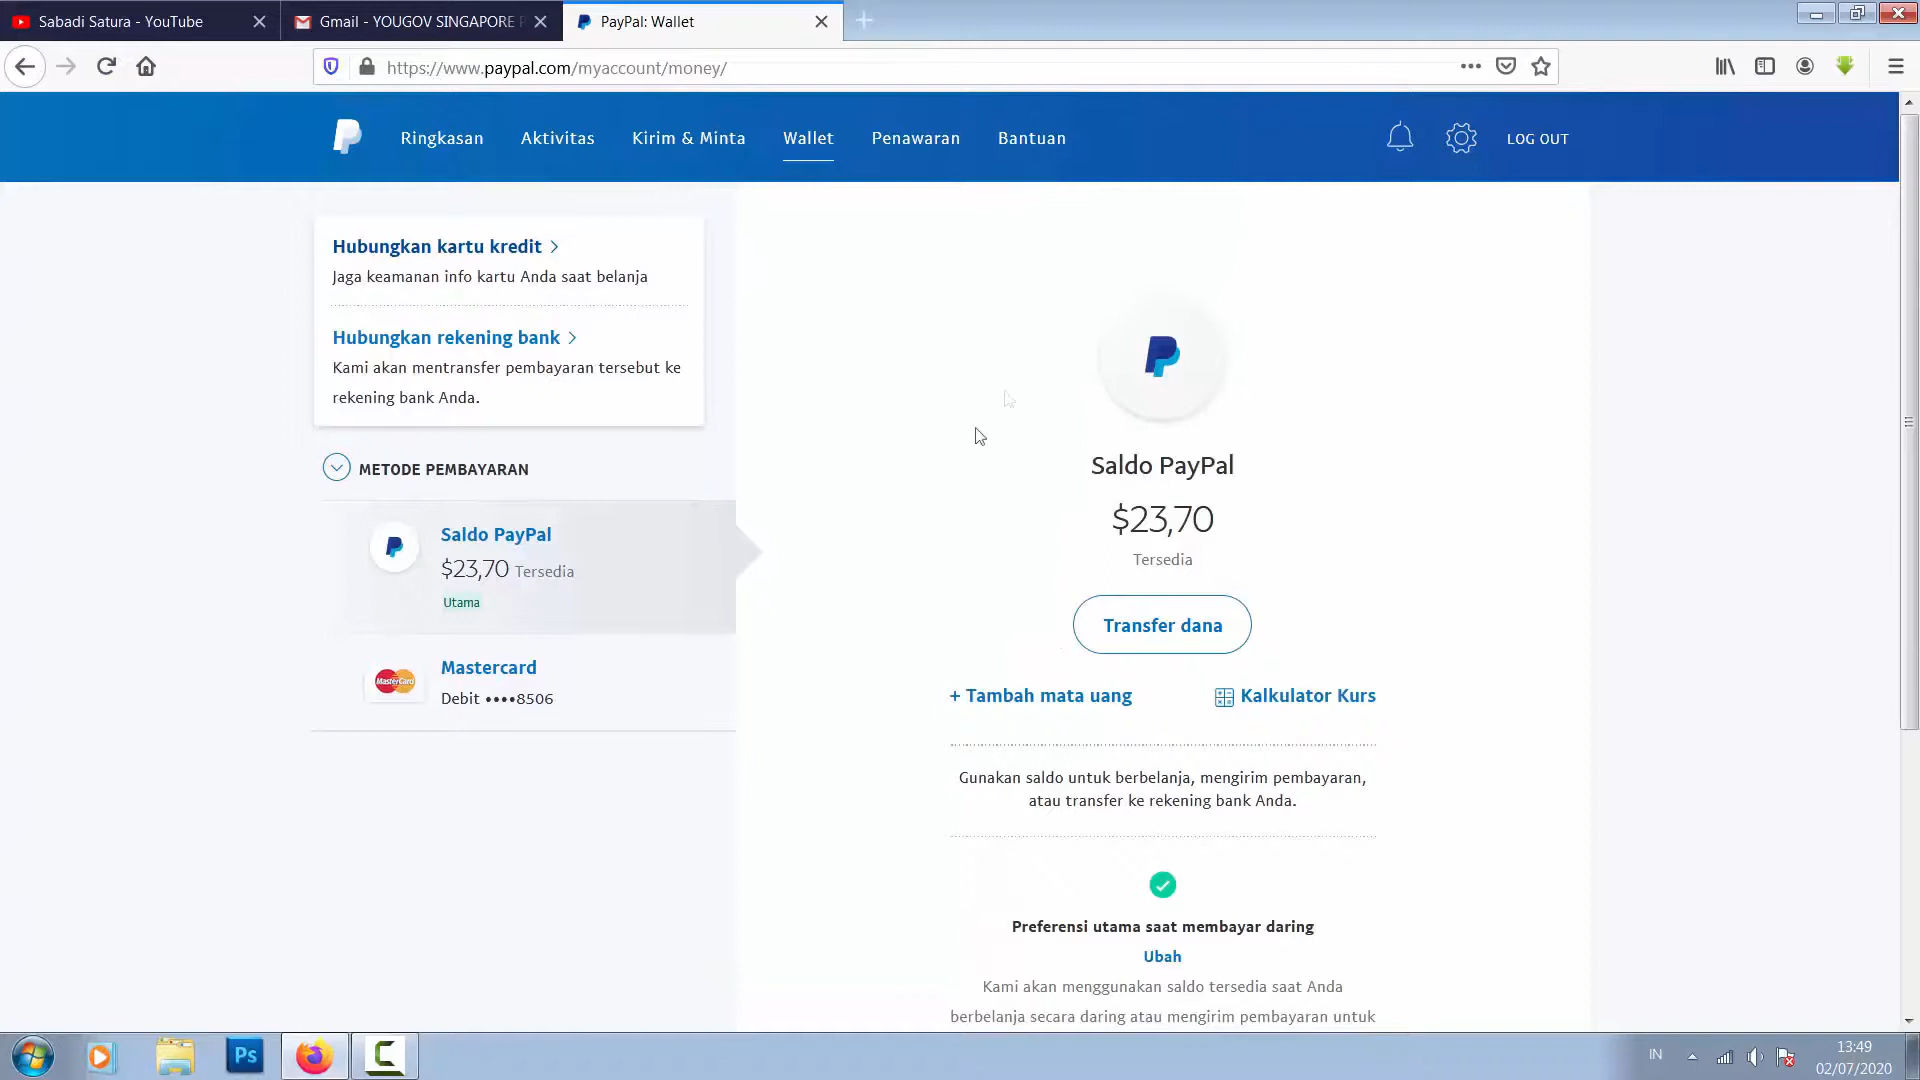 Sabadi Satura - YouTube
Gmail - YOUGOV SINGAPORE P
PayPal: Wallet
https://www.paypal.com/myaccount/money/
Ringkasan
Aktivitas
Kirim & Minta
Wallet
Penawaran
Bantuan
LOG OUT
Hubungkan kartu kredit
Jaga keamanan info kartu Anda saat belanja
Hubungkan rekening bank
Kami akan mentransfer pembayaran tersebut ke
rekening bank Anda.
METODE PEMBAYARAN
Saldo PayPal
$23,70 Tersedia
Utama
MasterCard
Mastercard
Debit ••••8506
Saldo PayPal
$23,70
Tersedia
Transfer dana
+ Tambah mata uang
Kalkulator Kurs
Gunakan saldo untuk berbelanja, mengirim pembayaran,
atau transfer ke rekening bank Anda.
Preferensi utama saat membayar daring
Ubah
Kami akan menggunakan saldo tersedia saat Anda
berbelanja secara daring atau mengirim pembayaran untuk
Ps
IN
13:49
02/07/2020